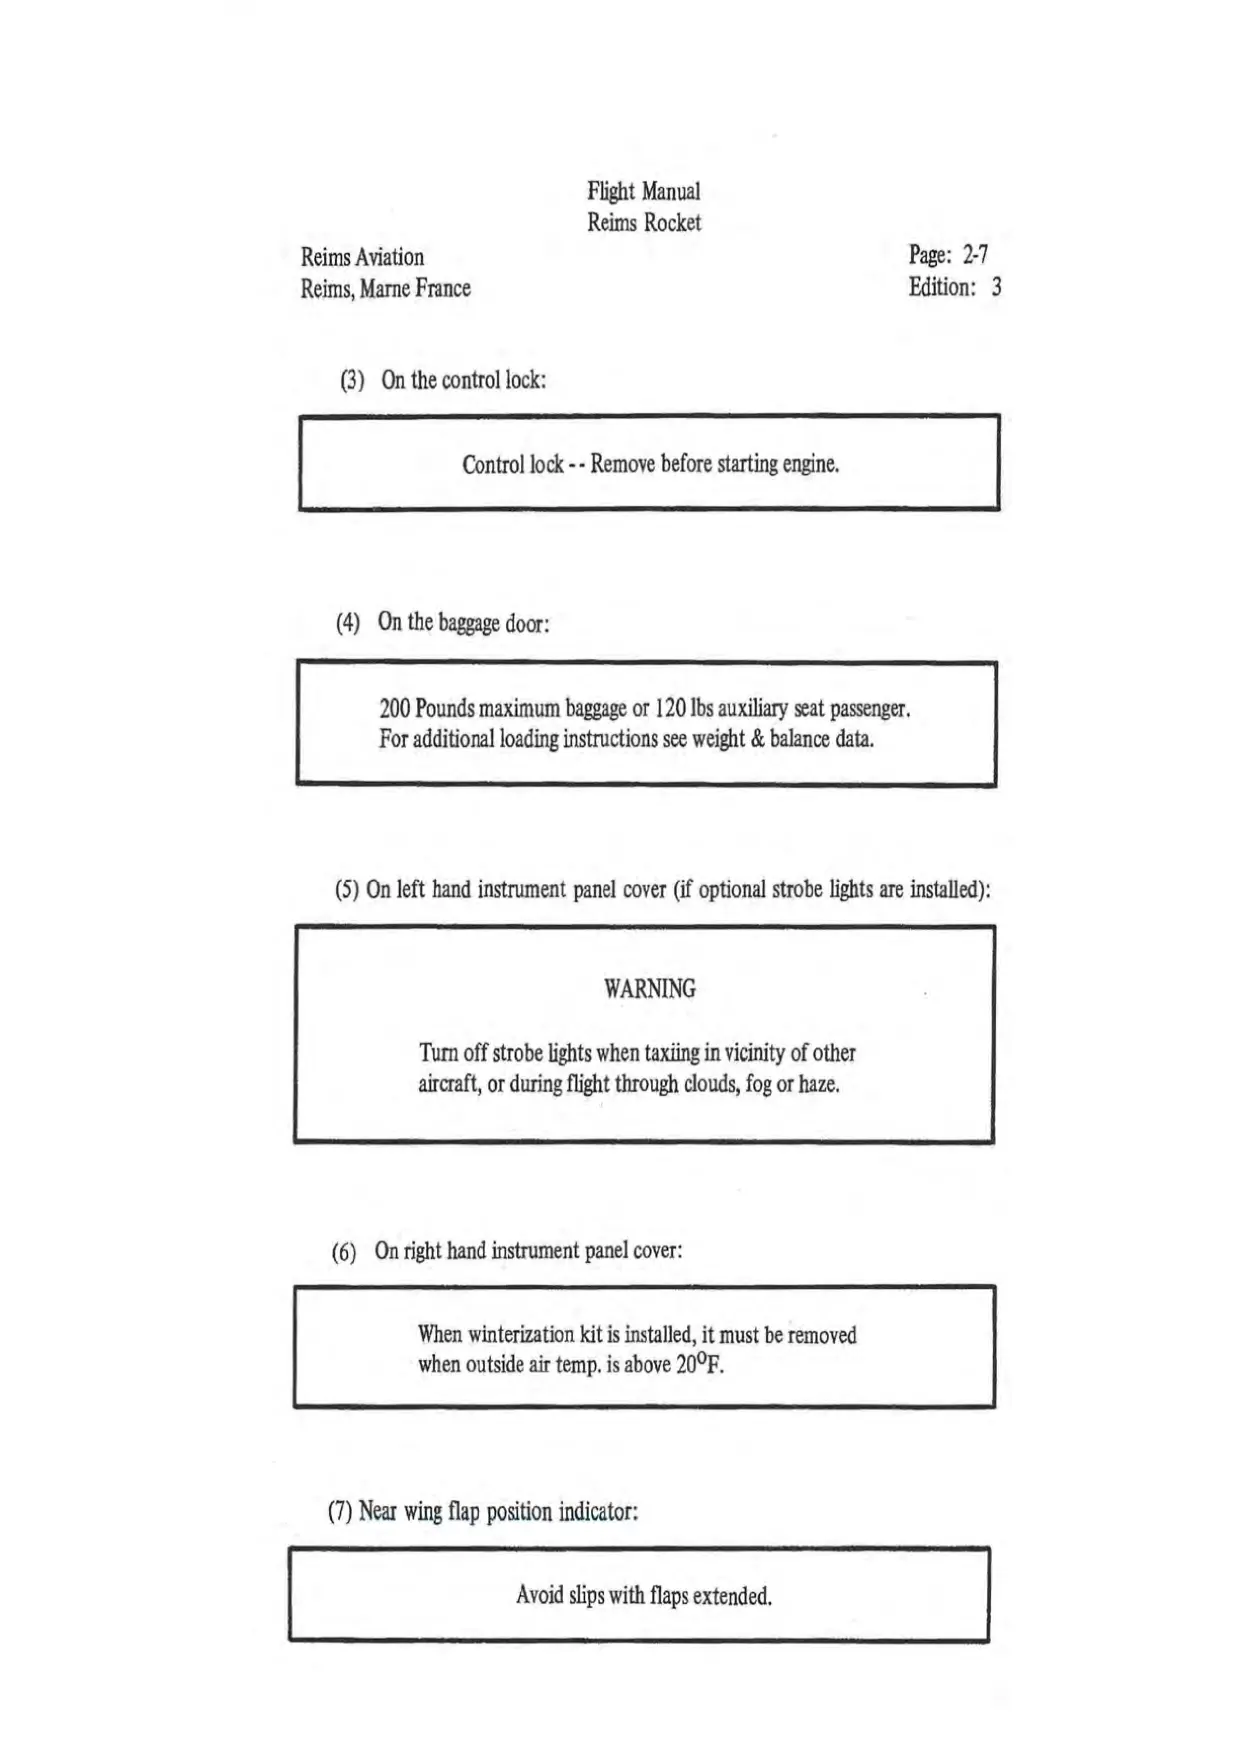 Flight Manual
Reims Rocket
Reims Aviation
Reims, Marne France
Page: 2-7
Edition: 3
(3) On the control lock:
Control lock -- Remove before starting engine.
(4) On the baggage door:
200 Pounds maximum baggage or 120 lbs auxiliary seat passenger.
For additional loading instructions see weight & balance data.
(5) On left hand instrument panel cover (if optional strobe lights are installed):
WARNING
Turn off strobe lights when taxiing in vicinity of other
aircraft, or during flight through clouds, fog or haze.
(6) On right hand instrument panel cover:
When winterization kit is installed, it must be removed
when outside air temp. is above 20°F.
(7) Near wing flap position indicator:
Avoid slips with flaps extended.